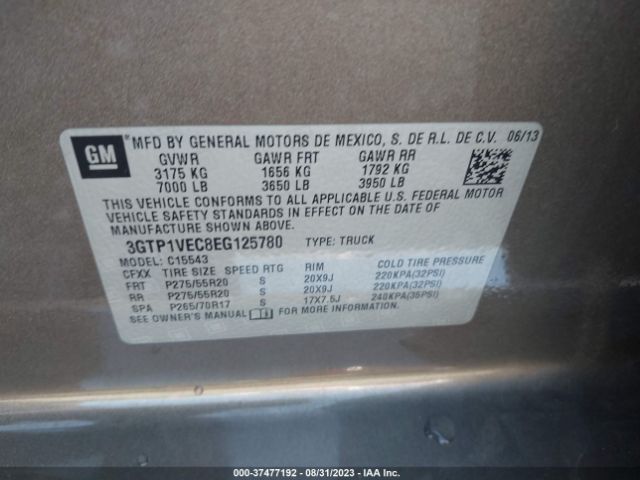 GM
® MFD BY GENERAL MOTORS DE MEXICO, S. DE R.L. DE C.V. 06/13
GVWR GAWR FRT GAWR RR
3175 KG 1656 KG 1792 KG
7000 LB 3650 LB 3950 LB
THIS VEHICLE CONFORMS TO ALL APPLICABLE U.S. FEDERAL MOTOR
VEHICLE SAFETY STANDARDS IN EFFECT ON THE DATE OF
MANUFACTURE SHOWN ABOVE.
3GTP1VEC8EG125780 TYPE: TRUCK
MODEL: C15543
CFXX TIRE SIZE SPEED RTG RIM COLD TIRE PRESSURE
FRT P275/55R20 S 20X9J 220KPA(32PSI)
RR P275/55R20 S 20X9J 220KPA(32PSI)
SPA P265/70R17 S 17X7.5J 240KPA(35PSI)
SEE OWNER'S MANUAL FOR MORE INFORMATION.
000-37477192 - 08/31/2023 - IAA Inc.